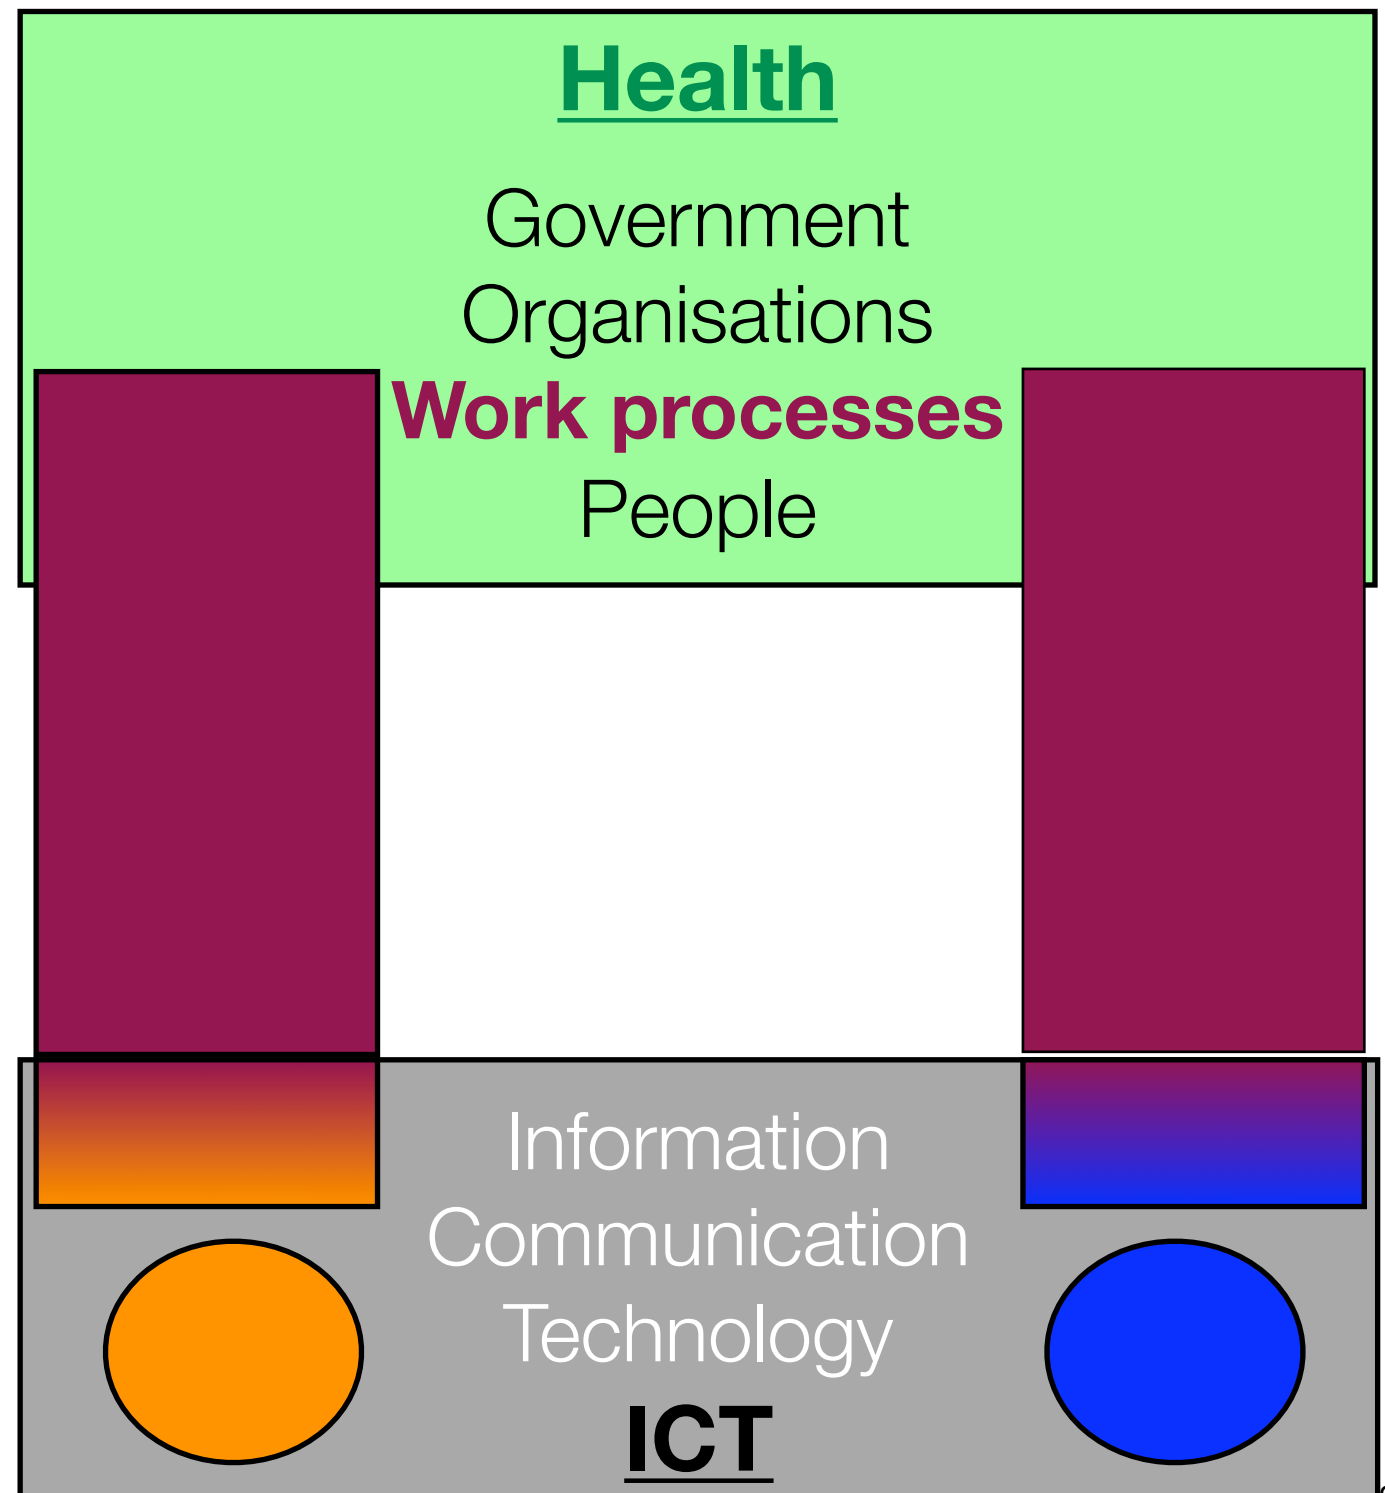 Health
Government
Organisations
Work processes
People
Information
Communication
Technology
ICT